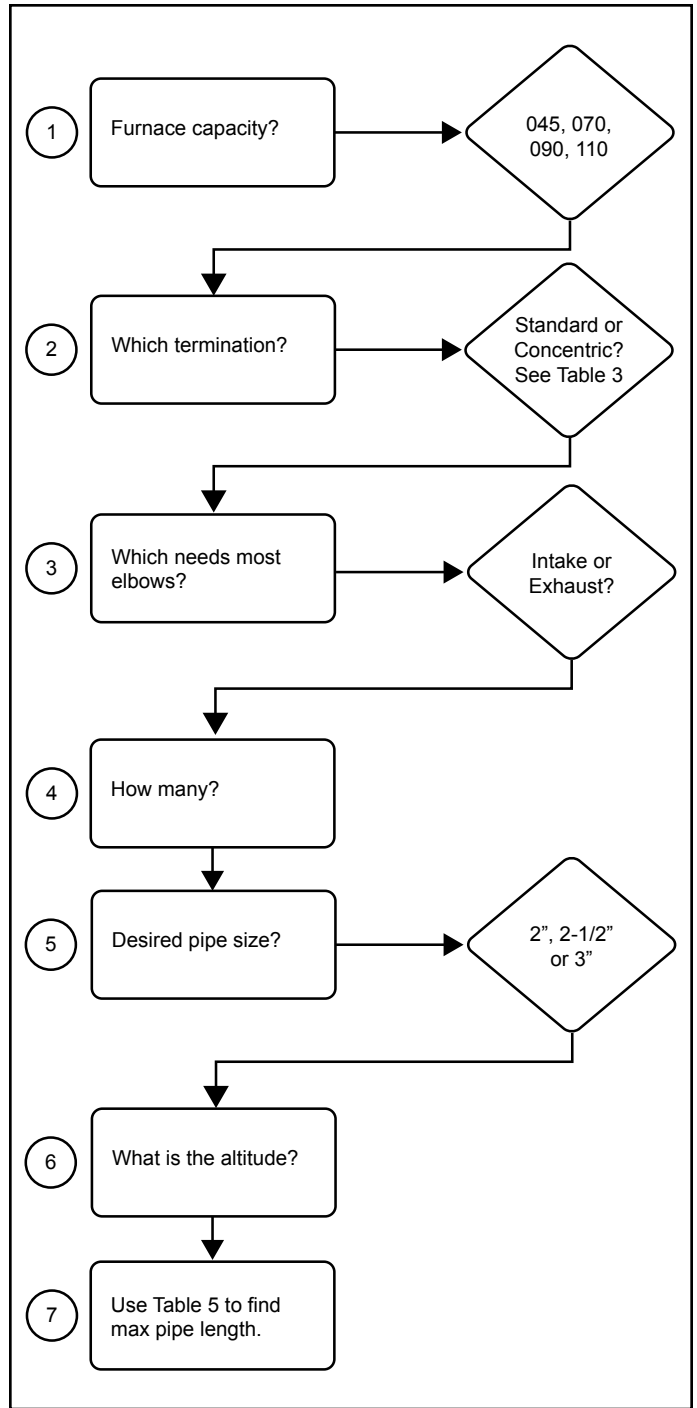 1
Furnace capacity?
045, 070,
090, 110
2
Which termination?
Standard or
Concentric?
See Table 3
3
Which needs most
elbows?
Intake or
Exhaust?
4
How many?
5
Desired pipe size?
2”, 2-1/2”
or 3”
6
What is the altitude?
7
Use Table 5 to find
max pipe length.